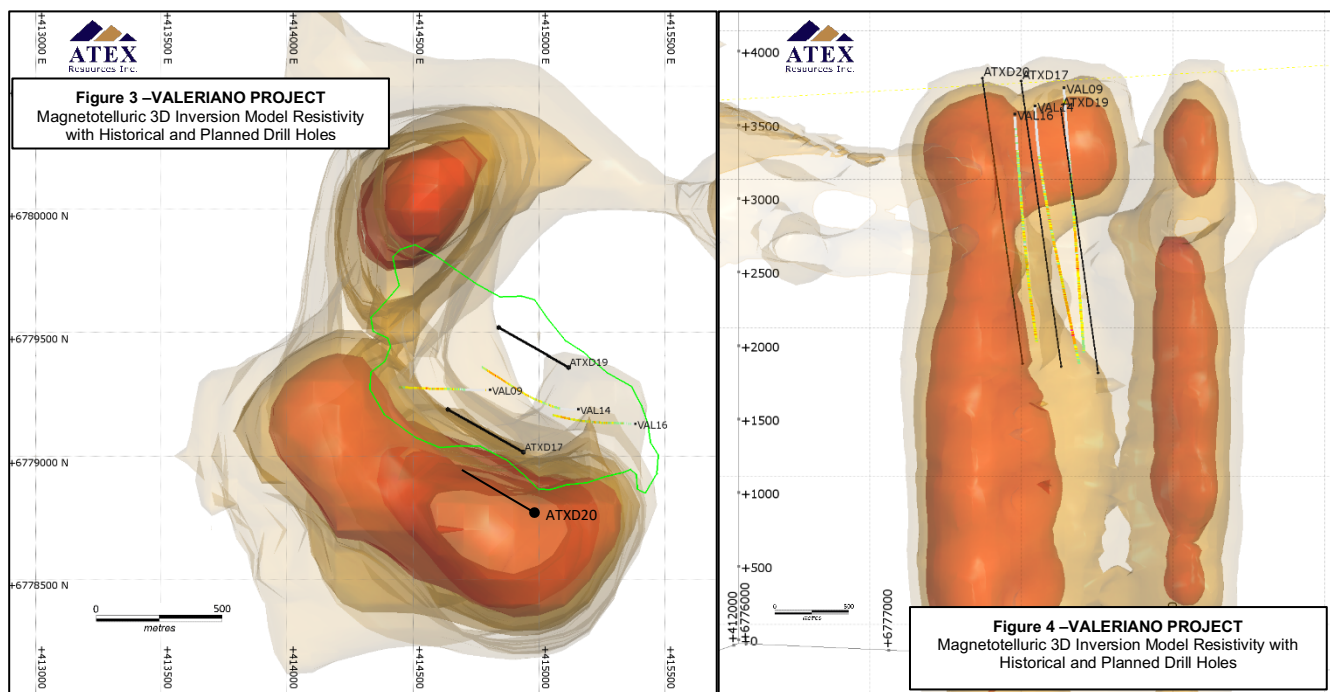 +413000 E
+413500 E
+414000 E
+414500 E
+415000 E
+415500 E
ATEX
Resources Inc.
Figure 3 –VALERIANO PROJECT
Magnetotelluric 3D Inversion Model Resistivity
with Historical and Planned Drill Holes
+6780000 N
+6779500 N
+6779000 N
+6778500 N
ATXD19
VAL09
VAL14
VAL16
ATXD17
ATXD20
0
500
metres
+413000 E
+413500 E
+414000 E
+414500 E
+415000 E
+415500 E
ATEX
Resources Inc.
+4000
+3500
+3000
+2500
+2000
+1500
+1000
+500
+0
ATXD20
ATXD17
VAL09
ATXD19
VAL14
VAL16
+412000
+6776000
+6777000
0
500
metres
Figure 4 –VALERIANO PROJECT
Magnetotelluric 3D Inversion Model Resistivity with
Historical and Planned Drill Holes